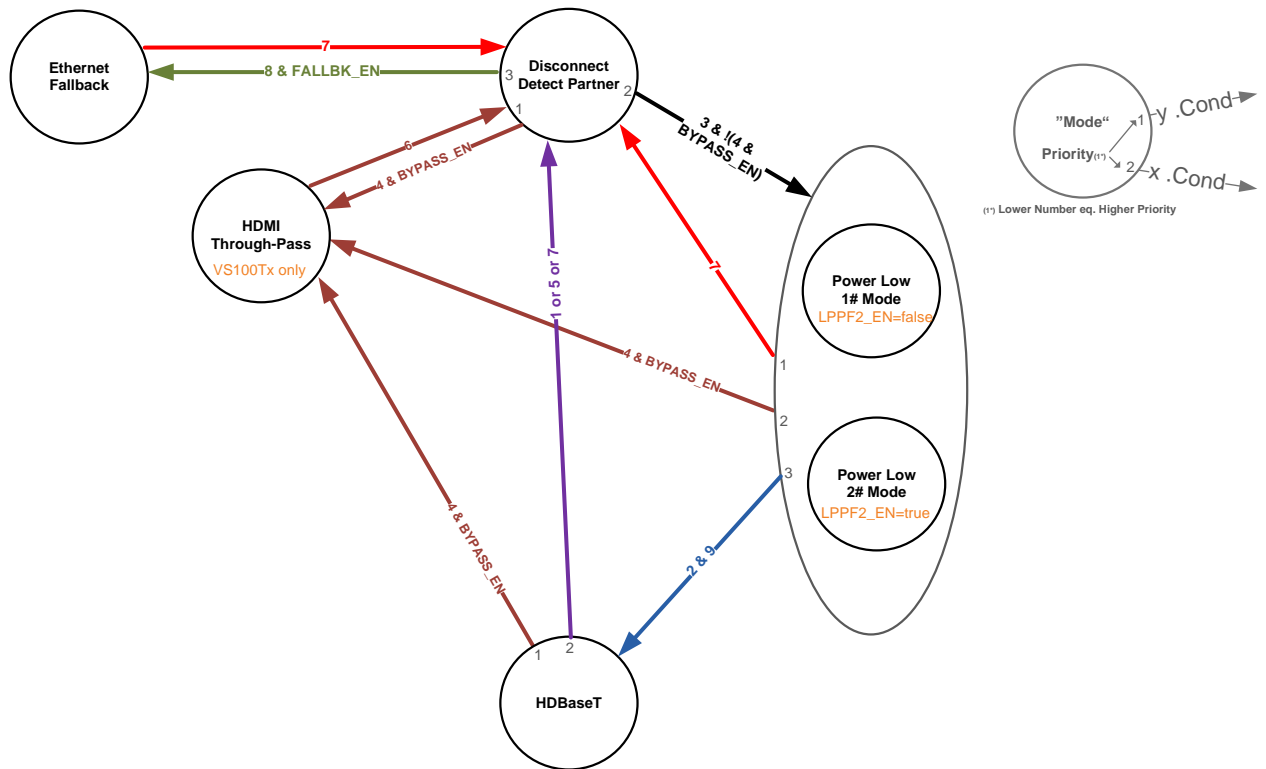 Ethernet
Fallback
7
8 & FALLBK_EN
3
Disconnect
Detect Partner
2
1
6
4 & BYPASS_EN
3 & !(4 &
BYPASS_EN)
”Mode“
Priority(1*)
1
y .Cond
2
x .Cond
(1*) Lower Number eq. Higher Priority
HDMI
Through-Pass
VS100Tx only
1 or 5 or 7
7
4 & BYPASS_EN
Power Low
1# Mode
LPPF2_EN=false
1
2
3
Power Low
2# Mode
LPPF2_EN=true
4 & BYPASS_EN
2 & 9
1
2
HDBaseT